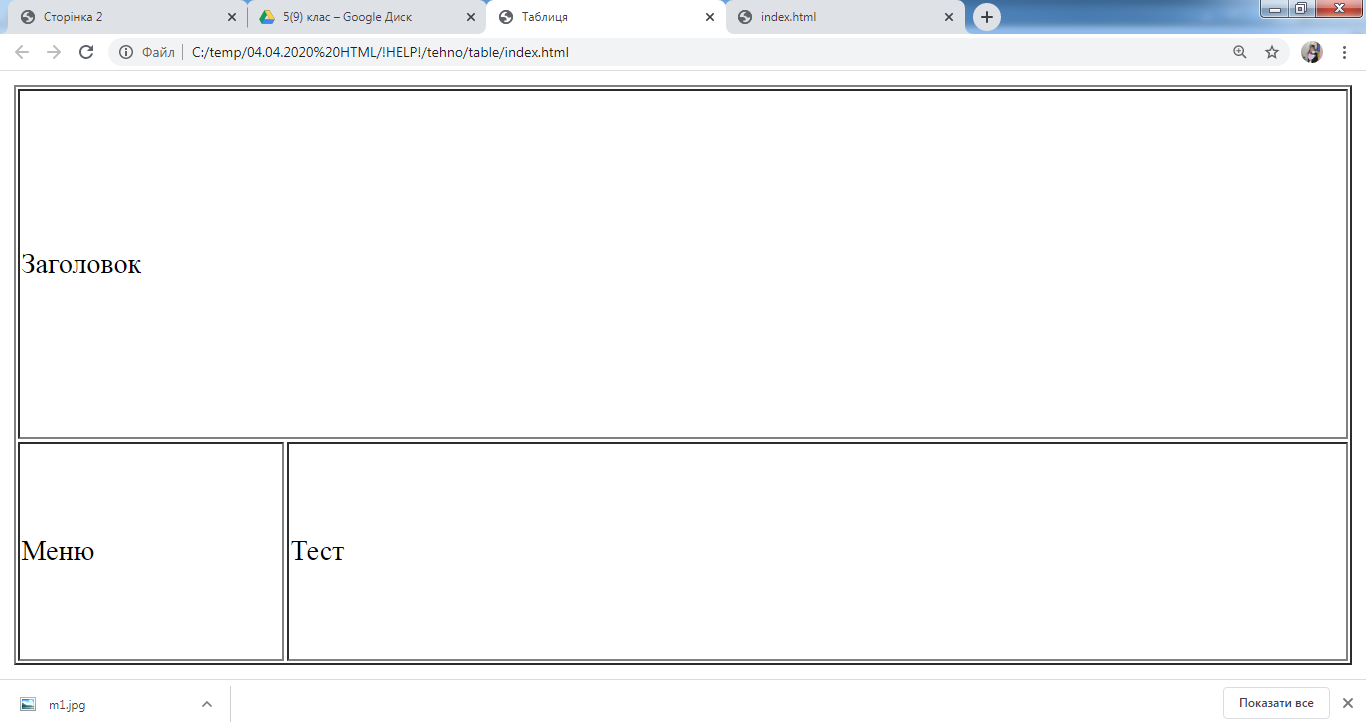 Сторінка 2
5(9) клас – Google Диск
Таблиця
index.html
Файл
C:/temp/04.04.2020%20HTML/!HELP!/tehno/table/index.html
Заголовок
Меню
Тест
m1.jpg
Показати все